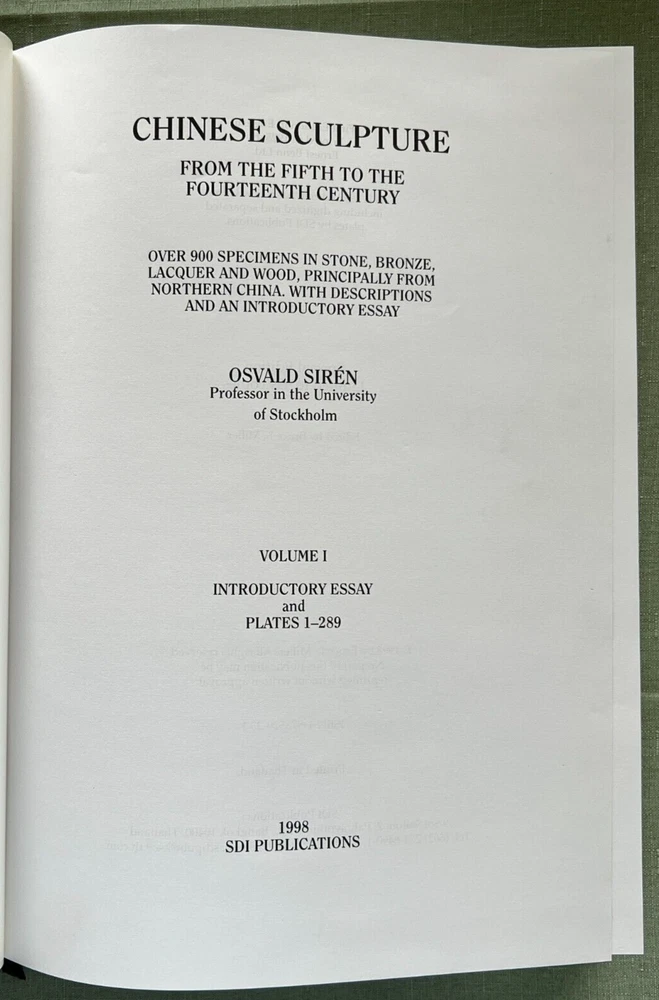 CHINESE SCULPTURE
FROM THE FIFTH TO THE
FOURTEENTH CENTURY
OVER 900 SPECIMENS IN STONE, BRONZE,
LACQUER AND WOOD, PRINCIPALLY FROM
NORTHERN CHINA. WITH DESCRIPTIONS
AND AN INTRODUCTORY ESSAY
OSVALD SIRÉN
Professor in the University
of Stockholm
VOLUME I
INTRODUCTORY ESSAY
and
PLATES 1–289
1998
SDI PUBLICATIONS